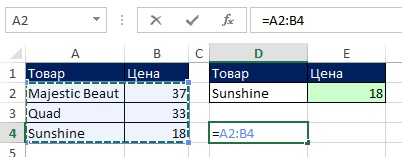 A2 =A2:B4
A B C D E
1 Товар Цена Товар Цена
2 Majestic Beaut 37 Sunshine 18
3 Quad 33
4 Sunshine 18 =A2:B4
5